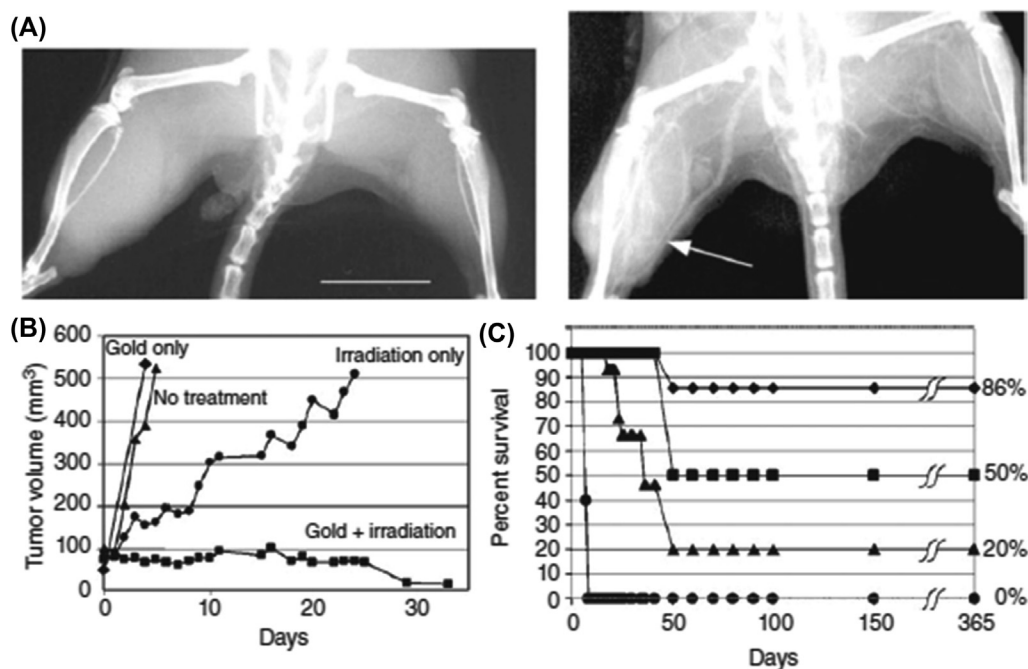 (A)
(B)
600
500
400
300
200
100
0
Tumor volume (mm³)
Gold only
No treatment
Irradiation only
Gold + irradiation
0 10 20 30
Days
(C)
100
90
80
70
60
50
40
30
20
10
0
Percent survival
86%
50%
20%
0%
0 50 100 150 365
Days